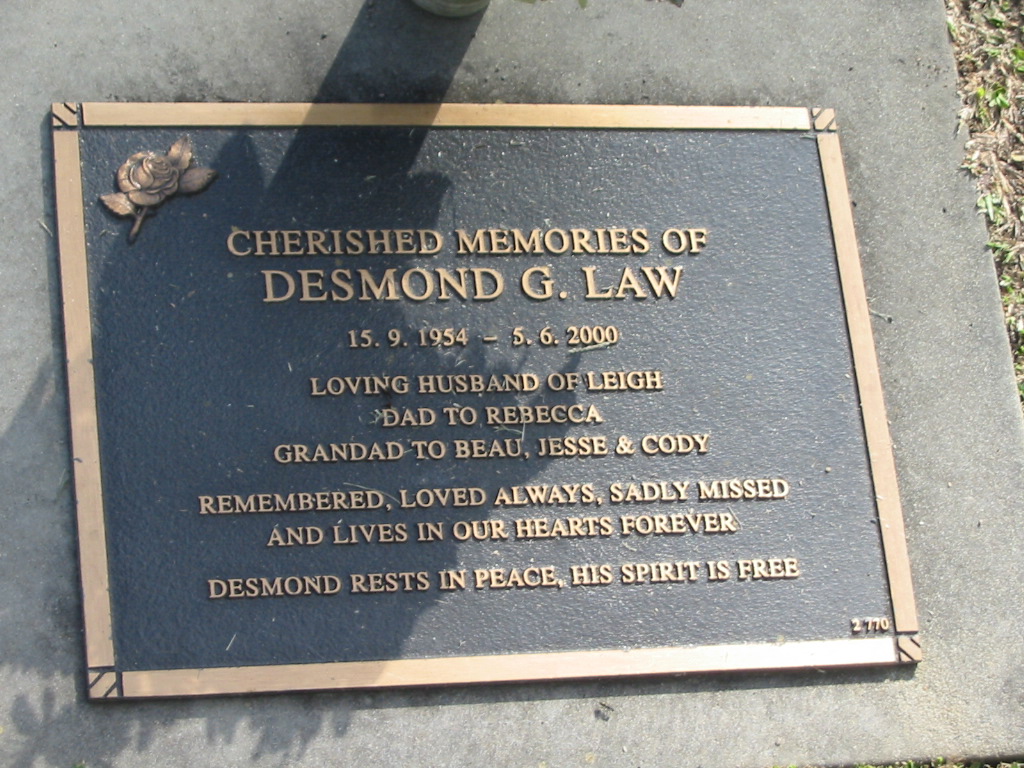 CHERISHED MEMORIES OF
DESMOND G. LAW
15. 9. 1954 – 5. 6. 2000
LOVING HUSBAND OF LEIGH
DAD TO REBECCA
GRANDAD TO BEAU, JESSE & CODY
REMEMBERED, LOVED ALWAYS, SADLY MISSED
AND LIVES IN OUR HEARTS FOREVER
DESMOND RESTS IN PEACE, HIS SPIRIT IS FREE
2 770